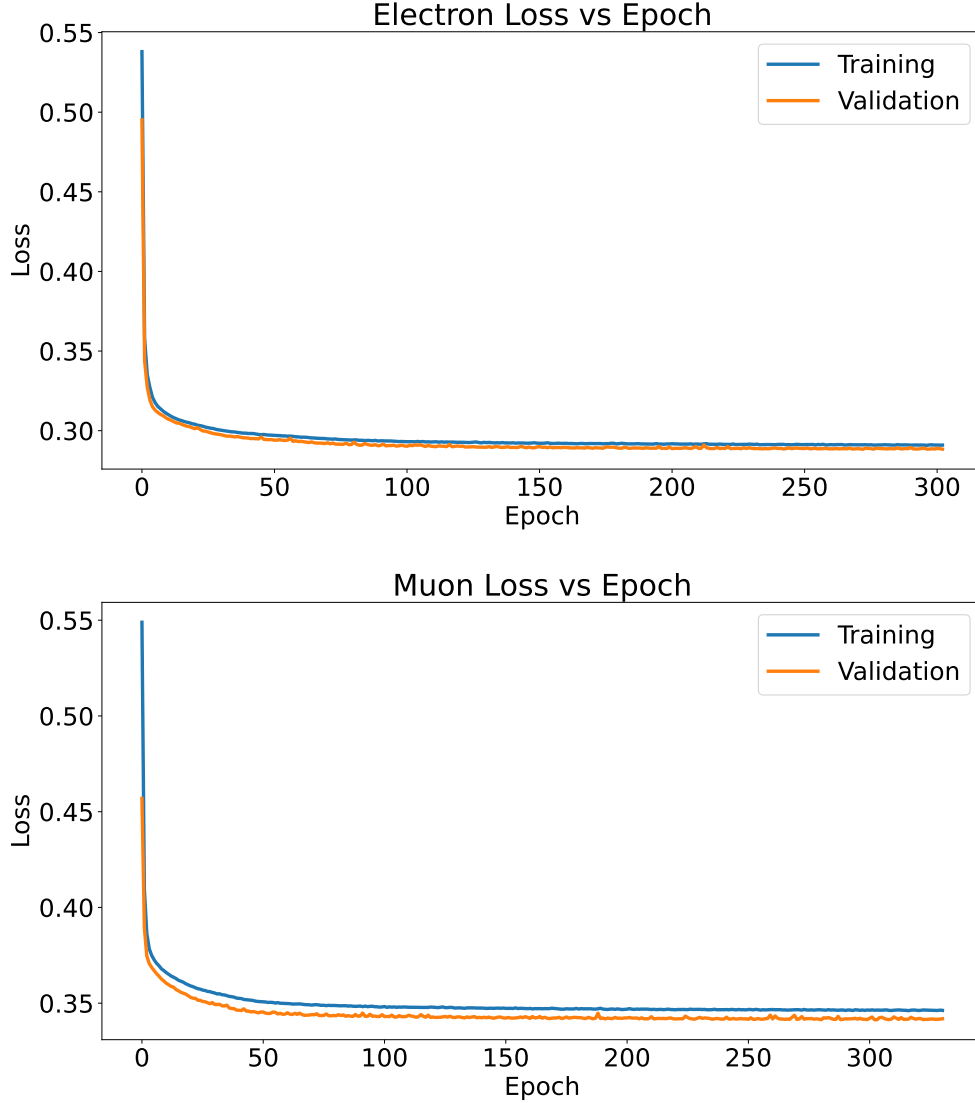 Electron Loss vs Epoch
0.55
0.50
0.45
0.40
0.35
0.30
Loss
Training
Validation
0 50 100 150 200 250 300
Epoch
Muon Loss vs Epoch
0.55
0.50
0.45
0.40
0.35
Loss
Training
Validation
0 50 100 150 200 250 300
Epoch